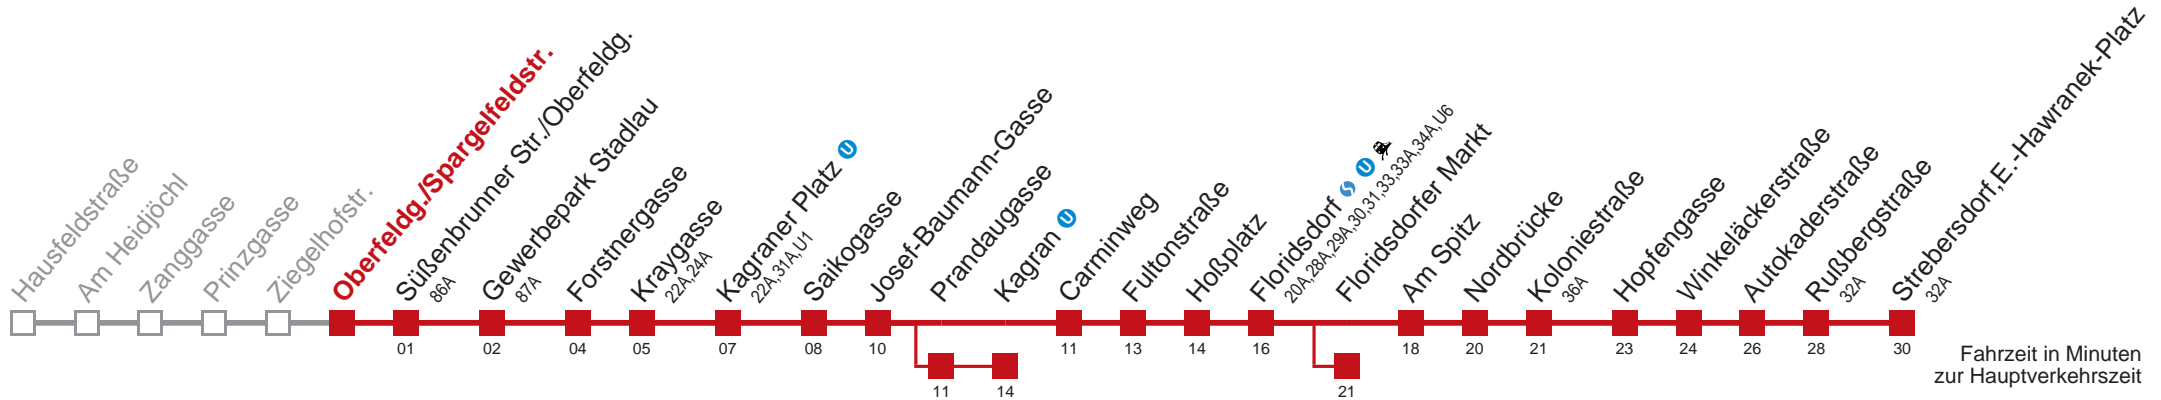 Hausfeldstraße
Am Heidjöchl
Zanggasse
Prinzgasse
Ziegelhofstr.
Oberfeldg./Spargelfeldstr.
Süßenbrunner Str./Oberfeldg.
86A
01
Gewerbepark Stadlau
87A
02
Forstnergasse
04
Kraygasse
22A,24A
05
Kagraner Platz U
22A,31A,U1
07
Saikogasse
08
Josef-Baumann-Gasse
10
Prandaugasse
11
Kagran U
14
Carminweg
11
Fultonstraße
13
Hoßplatz
14
Floridsdorf S U
20A,28A,29A,30,31,33,33A,34A,U6
16
Floridsdorfer Markt
21
Am Spitz
18
Nordbrücke
20
Koloniestraße
36A
21
Hopfengasse
23
Winkeläckerstraße
24
Autokaderstraße
26
Rußbergstraße
32A
28
Strebersdorf,E.-Hawranek-Platz
32A
30
Fahrzeit in Minuten
zur Hauptverkehrszeit